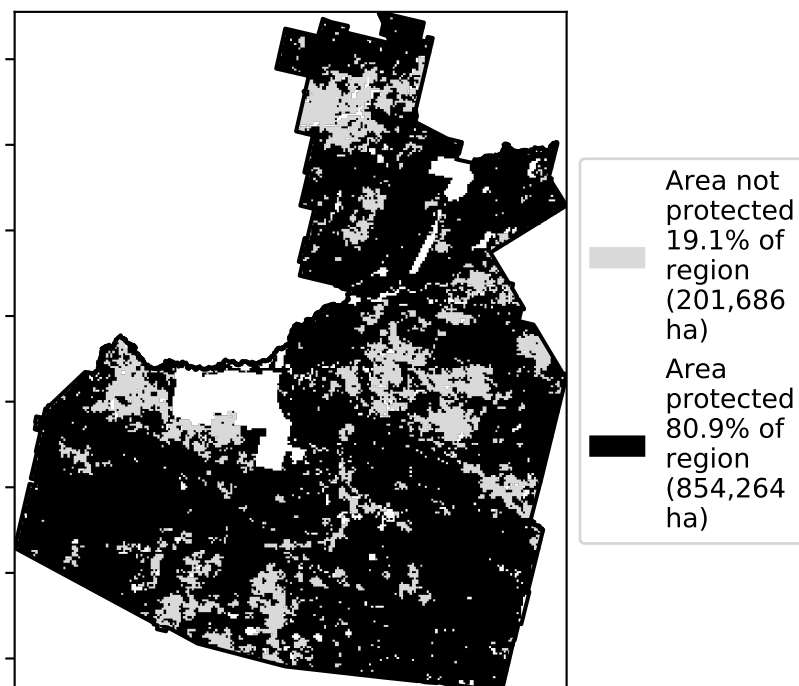 Area not
protected
19.1% of
region
(201,686
ha)
Area
protected
80.9% of
region
(854,264
ha)